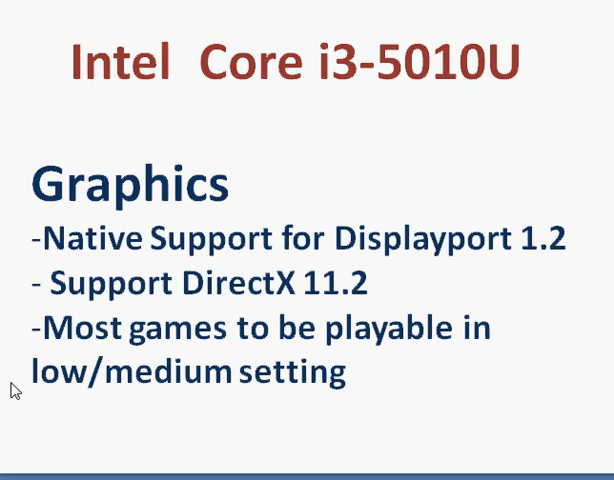 Intel Core i3-5010U
Graphics
-Native Support for Displayport 1.2
- Support DirectX 11.2
-Most games to be playable in
low/medium setting